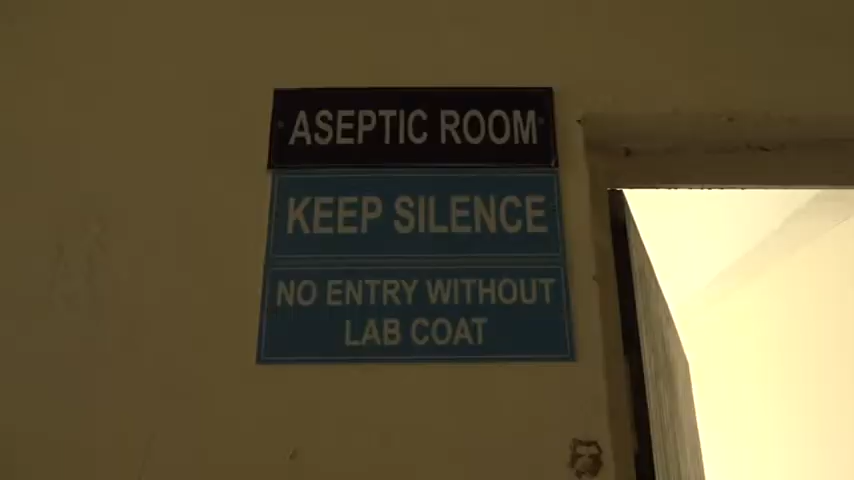 ASEPTIC ROOM
KEEP SILENCE
NO ENTRY WITHOUT
LAB COAT